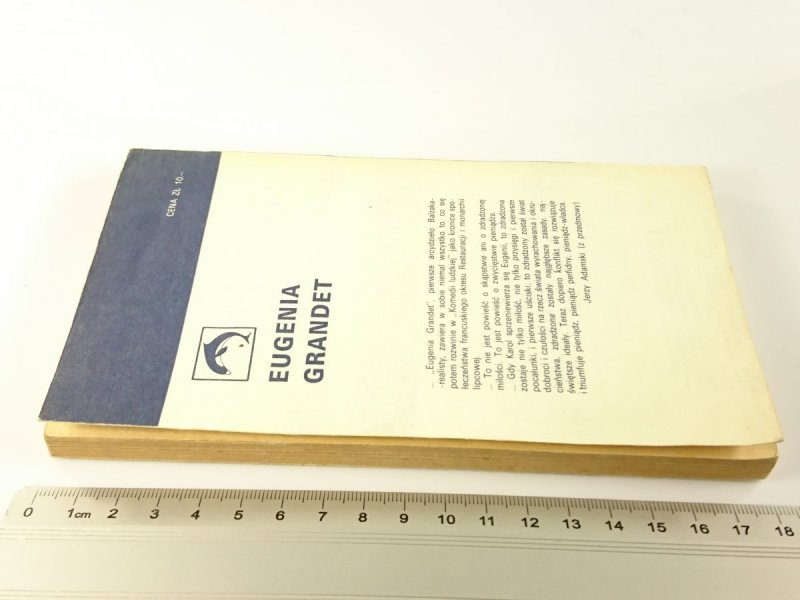 CENA ZŁ 10.–
EUGENIA
GRANDET
... „Eugenia Grandet", pierwsze arcydzieło Balzaka-
-realisty, zawiera w sobie niemal wszystko to, co się
potem rozwinie w „Komedii ludzkiej" jako kronice spo-
łeczeństwa francuskiego okresu Restauracji i monarchii
lipcowej.
... To nie jest powieść o skąpstwie ani o zdradzonej
miłości. To jest powieść o zwycięstwie pieniądza.
... Gdy Karol sprzeniewierza się Eugenii, to zdradzona
zostaje nie tylko miłość, nie tylko przysięgi i pierwsze
pocałunki, i pierwsze uściski; to zdradzony został świat
dobroci i czułości na rzecz świata wyrachowania i okru-
cieństwa, zdradzone zostały najgłębsze zasady, naj-
świętsze ideały. Teraz dopiero konflikt się rozwiązuje
i triumfuje pieniądz, pieniądz perfidny, pieniądz-władca.
Jerzy Adamski (z przedmowy)
0 1cm 2 3 4 5 6 7 8 9 10 11 12 13 14 15 16 17 18